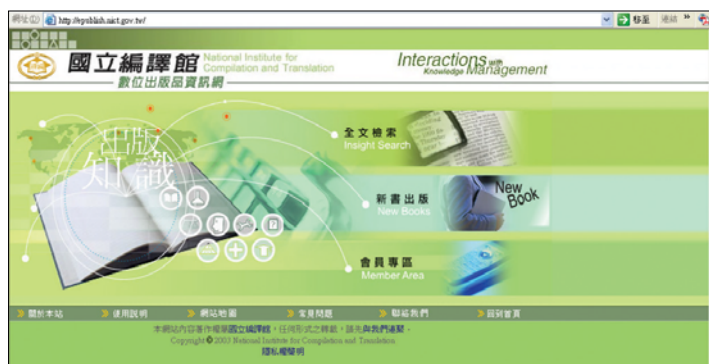 網址(D) http://epublish.nict.gov.tw/ 移至 連結 »
國立編譯館 National Institute for Compilation and Translation
數位出版品資訊網
Interactions with Knowledge Management
出版知識
全文檢索
Insight Search
新書出版
New Books
New Book
會員專區
Member Area
關於本站 使用說明 網站地圖 常見問題 聯絡我們 回到首頁
本網站內容著作權屬國立編譯館，任何形式之轉載，請先與我們連繫。
Copyright © 2003 National Institute for Compilation and Translation
隱私權聲明